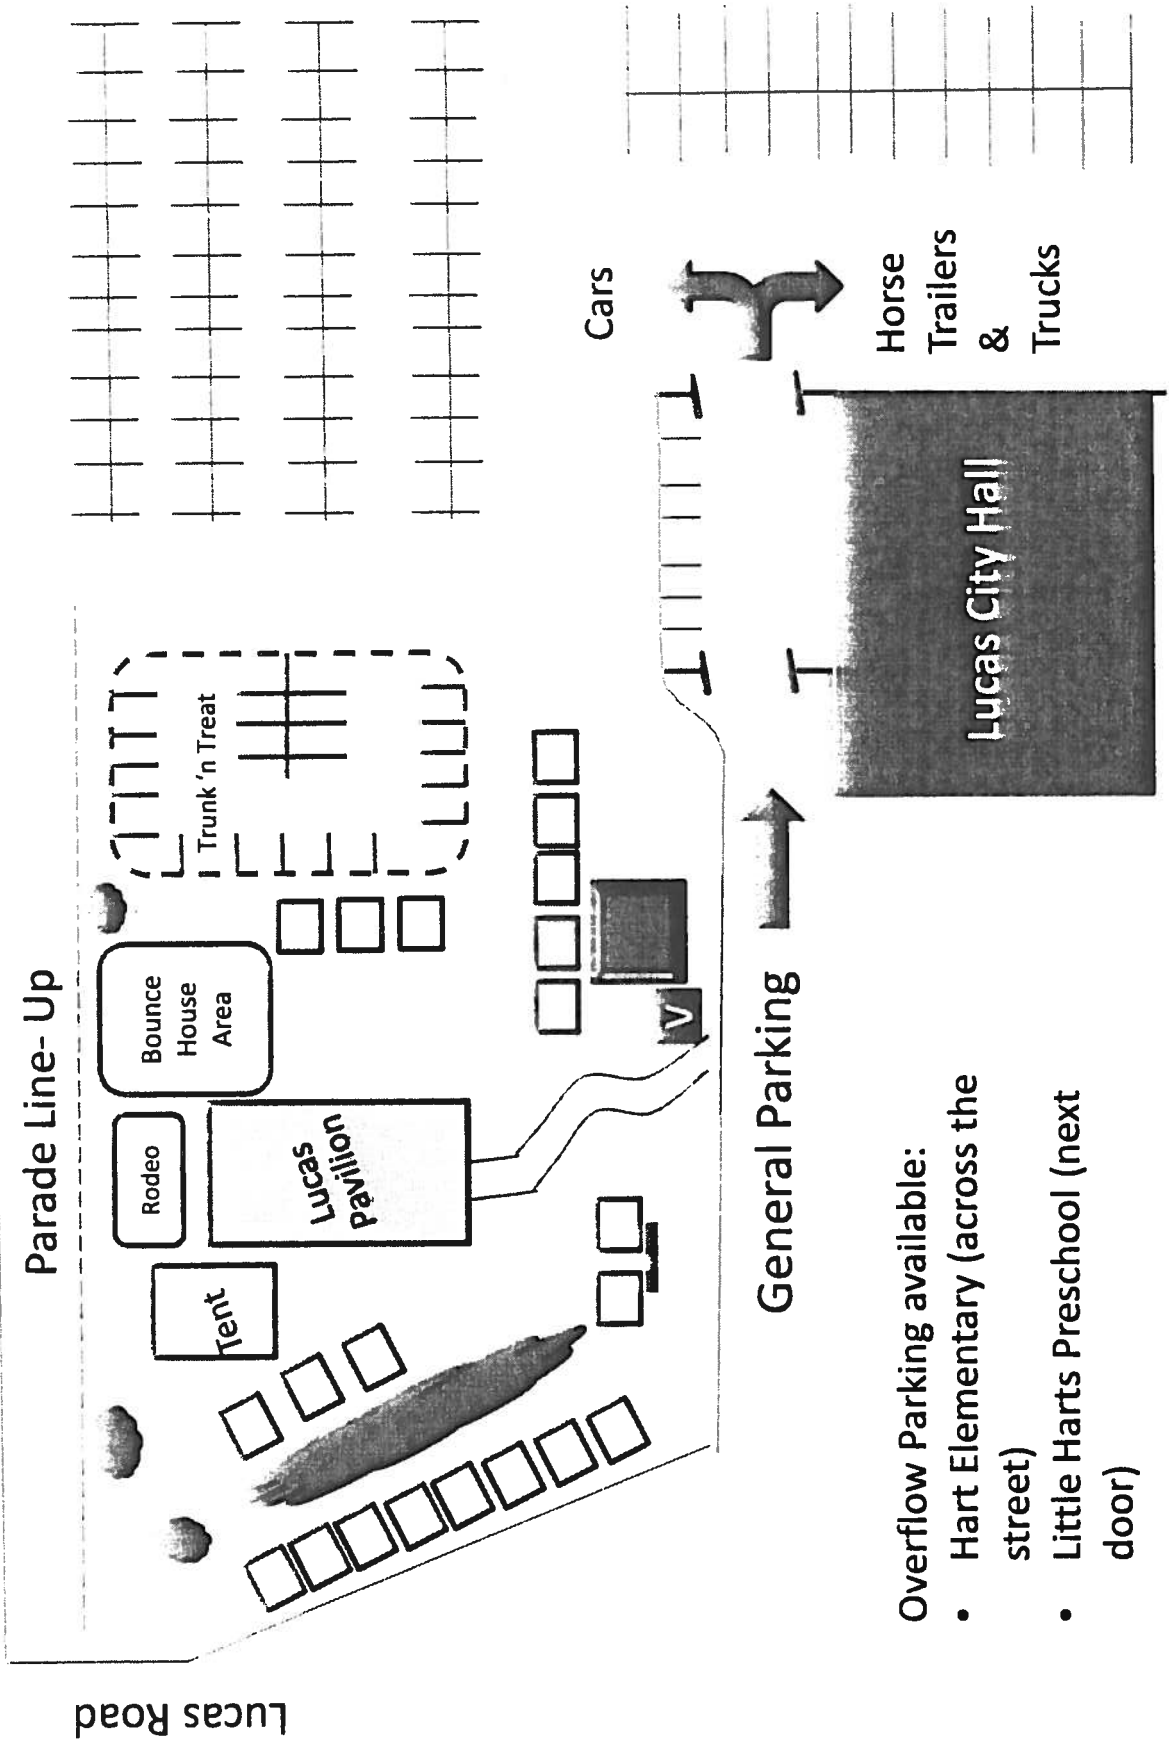 Lucas Road
Parade Line- Up
Tent
Rodeo
Bounce
House
Area
Lucas
Pavilion
Trunk 'n Treat
V
General Parking
Cars
Horse
Trailers
&
Trucks
Lucas City Hall
Overflow Parking available:
• Hart Elementary (across the
street)
• Little Harts Preschool (next
door)